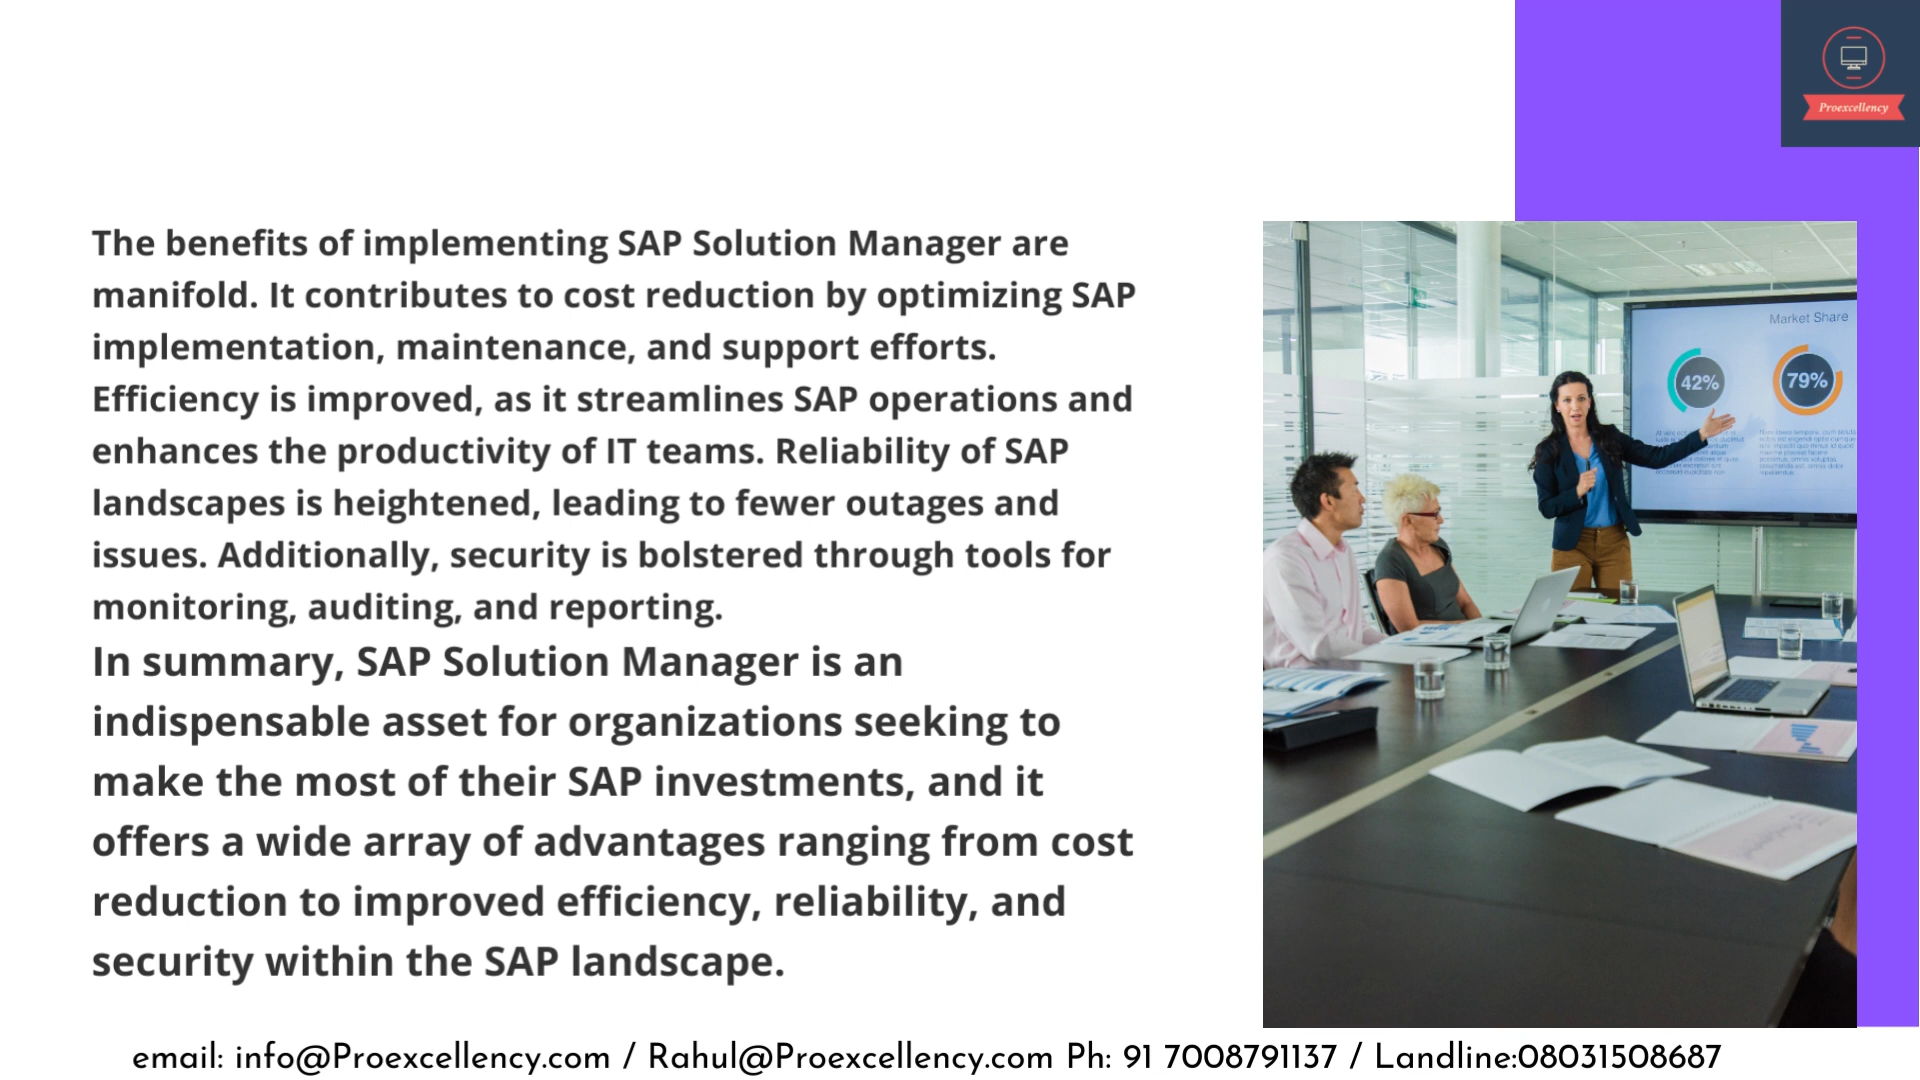 Proexcellency
The benefits of implementing SAP Solution Manager are
manifold. It contributes to cost reduction by optimizing SAP
implementation, maintenance, and support efforts.
Efficiency is improved, as it streamlines SAP operations and
enhances the productivity of IT teams. Reliability of SAP
landscapes is heightened, leading to fewer outages and
issues. Additionally, security is bolstered through tools for
monitoring, auditing, and reporting.
In summary, SAP Solution Manager is an
indispensable asset for organizations seeking to
make the most of their SAP investments, and it
offers a wide array of advantages ranging from cost
reduction to improved efficiency, reliability, and
security within the SAP landscape.
Market Share
42% 79%
email: info@Proexcellency.com / Rahul@Proexcellency.com Ph: 91 7008791137 / Landline:08031508687